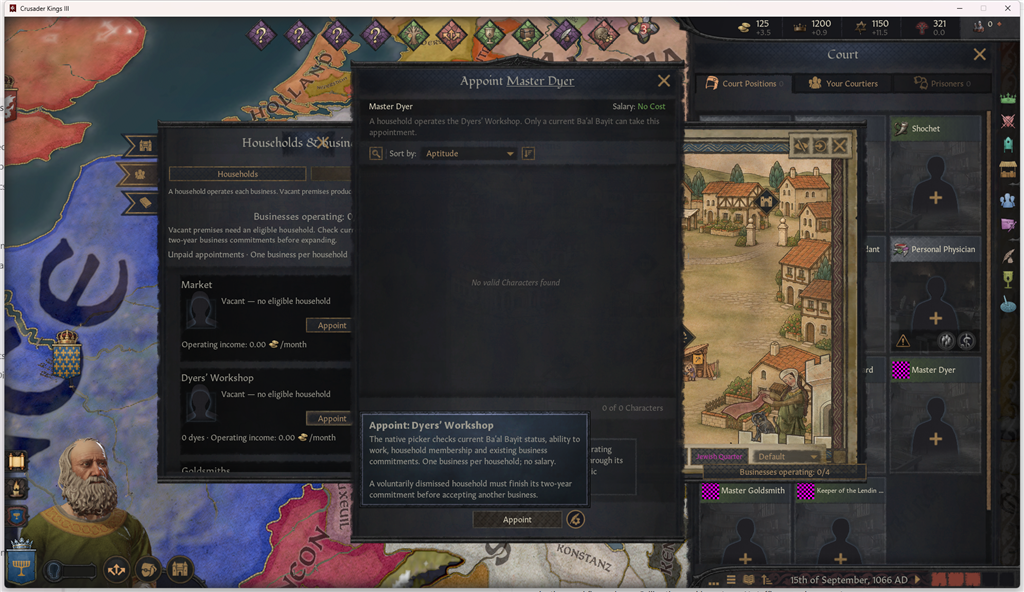 Crusader Kings III
125
+3.5
1200
+0.9
1150
+11.5
321
0.0
0
3
HOLLAND
Court
Court Positions 0
Your Courtiers
Prisoners 0
Appoint Master Dyer
Master Dyer
Salary: No Cost
A household operates the Dyers' Workshop. Only a current Ba'al Bayit can take this
appointment.
Sort by:
Aptitude
No valid Characters found
0 of 0 Characters
Households & Busin
Households
A household operates each business. Vacant premises produc
Businesses operating: 0
Vacant premises need an eligible household. Check curr
two-year business commitments before expanding.
Unpaid appointments · One business per household
Market
Vacant — no eligible household
Appoint
Operating income: 0.00 /month
Dyers' Workshop
Vacant — no eligible household
Appoint
0 dyes · Operating income: 0.00 /month
Goldsmiths
Appoint: Dyers' Workshop
The native picker checks current Ba'al Bayit status, ability to
work, household membership and existing business
commitments. One business per household; no salary.
A voluntarily dismissed household must finish its two-year
commitment before accepting another business.
rating
ough its
ic
Appoint
Shochet
Personal Physician
Master Dyer
Jewish Quarter
Default
Businesses operating: 0/4
Master Goldsmith
Keeper of the Lendin ...
KONSTANZ
15th of September, 1066 AD